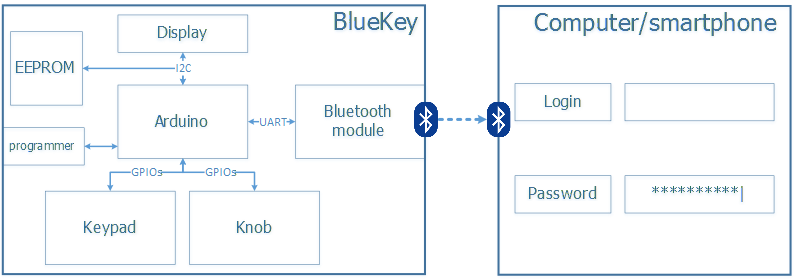 BlueKey
Display
EEPROM
I2C
Arduino
UART
Bluetooth
module
programmer
GPIOs
GPIOs
Keypad
Knob
Computer/smartphone
Login
Password
**********|